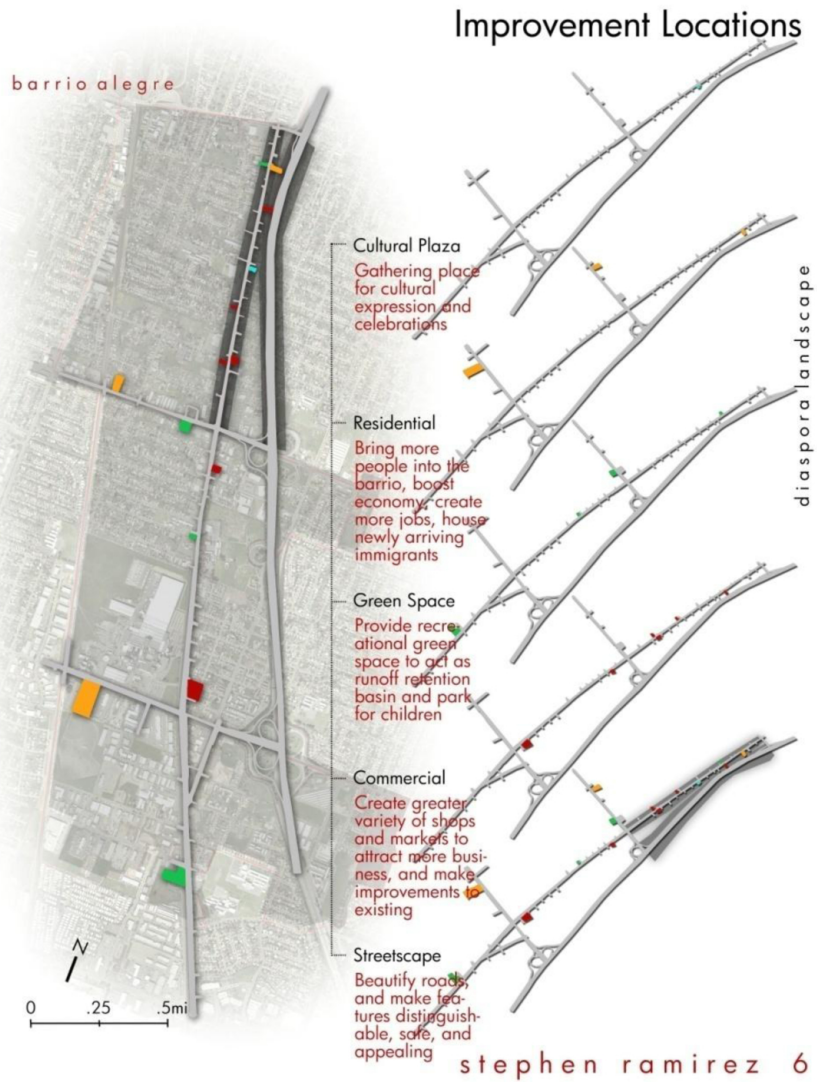 Improvement Locations
barrio alegre
Cultural Plaza
Gathering place
for cultural
expression and
celebrations
Residential
Bring more
people into the
barrio, boost
economy, create
more jobs, house
newly arriving
immigrants
Green Space
Provide recre-
ational green
space to act as
runoff retention
basin and park
for children
Commercial
Create greater
variety of shops
and markets to
attract more busi-
ness, and make
improvements to
existing
Streetscape
Beautify roads,
and make fea-
tures distinguish-
able, safe, and
appealing
diaspora landscape
N
0 .25 .5mi
stephen ramirez 6